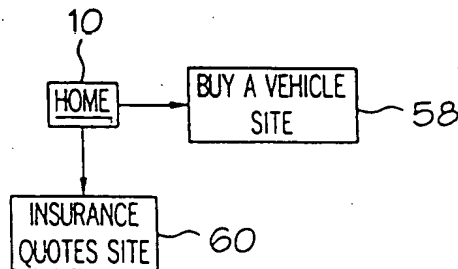 10
HOME
BUY A VEHICLE
SITE
58
INSURANCE
QUOTES SITE
60